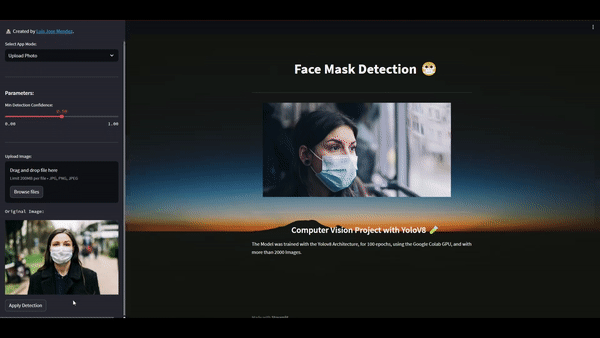 Created by Luis Jose Mendez.
Select App Mode:
Upload Photo
Parameters:
Min Detection Confidence:
0.50
0.00 1.00
Upload Image:
Drag and drop file here
Limit 200MB per file • JPG, PNG, JPEG
Browse files
Original Image:
Apply Detection
Face Mask Detection
Computer Vision Project with YoloV8
The Model was trained with the YoloV8 Architecture, for 100 epochs, using the Google Colab GPU, and with
more than 2000 Images.